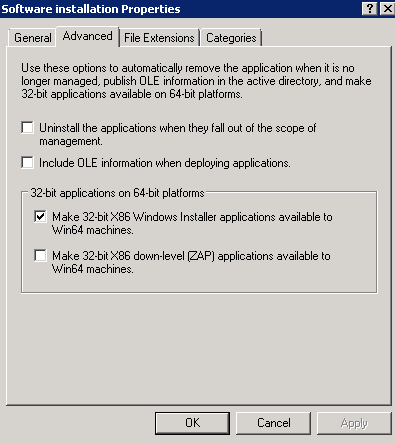 Software installation Properties
General
Advanced
File Extensions
Categories
Use these options to automatically remove the application when it is no
longer managed, publish OLE information in the active directory, and make
32-bit applications available on 64-bit platforms.
Uninstall the applications when they fall out of the scope of
management.
Include OLE information when deploying applications.
32-bit applications on 64-bit platforms
Make 32-bit X86 Windows Installer applications available to
Win64 machines.
Make 32-bit X86 down-level (ZAP) applications available to
Win64 machines.
OK
Cancel
Apply